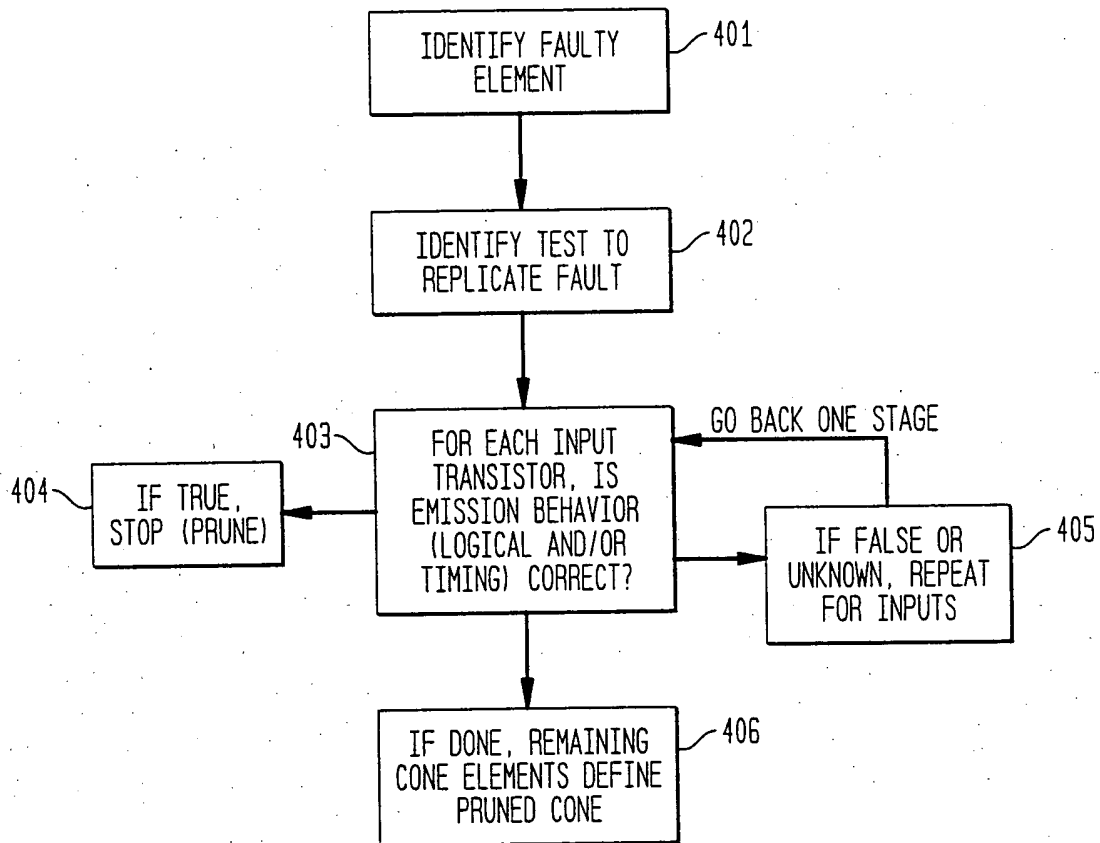 IDENTIFY FAULTY
ELEMENT
401
IDENTIFY TEST TO
REPLICATE FAULT
402
GO BACK ONE STAGE
403
FOR EACH INPUT
TRANSISTOR, IS
EMISSION BEHAVIOR
(LOGICAL AND/OR
TIMING) CORRECT?
404
IF TRUE,
STOP (PRUNE)
IF FALSE OR
UNKNOWN, REPEAT
FOR INPUTS
405
IF DONE, REMAINING
CONE ELEMENTS DEFINE
PRUNED CONE
406